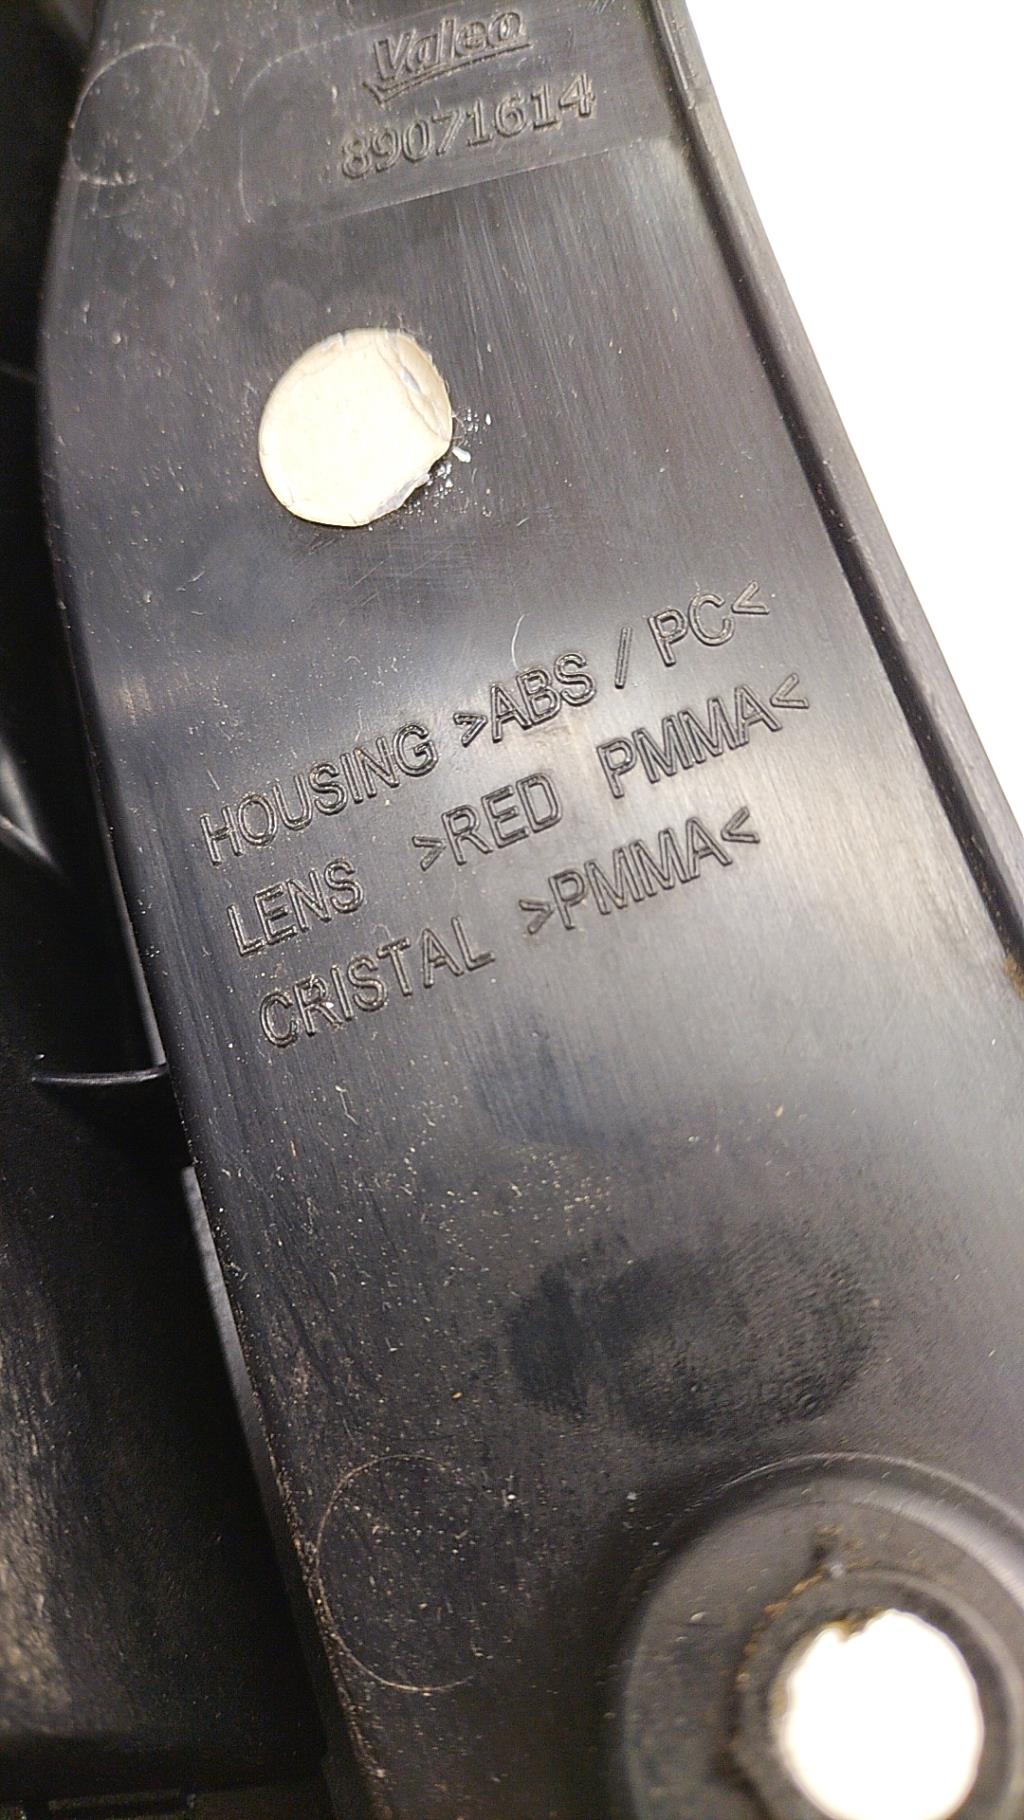 Valeo
89071614
HOUSING >ABS / PC<
LENS >RED PMMA<
CRISTAL >PMMA<